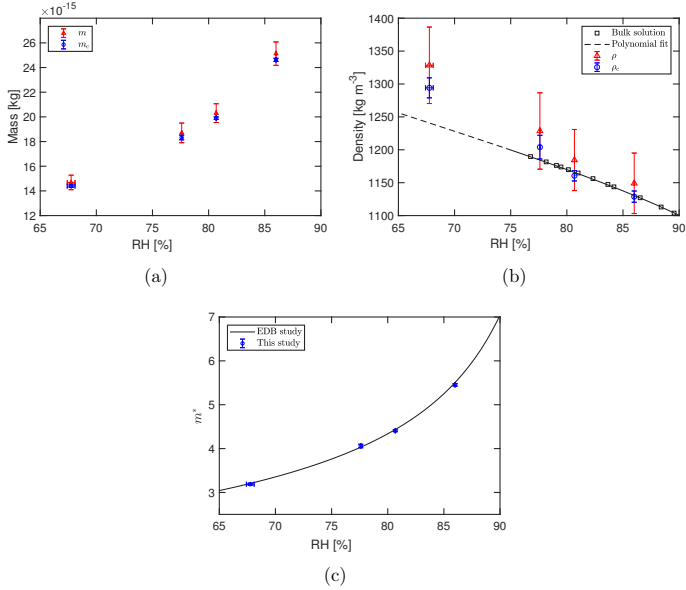 ×10⁻¹⁵
26
24
22
20
18
16
14
12
Mass [kg]
m
m_c
65 70 75 80 85 90
RH [%]
(a)
1400
1350
1300
1250
1200
1150
1100
Density [kg m⁻³]
Bulk solution
Polynomial fit
ρ
ρ_c
65 70 75 80 85 90
RH [%]
(b)
7
6
5
4
3
m*
EDB study
This study
65 70 75 80 85 90
RH [%]
(c)